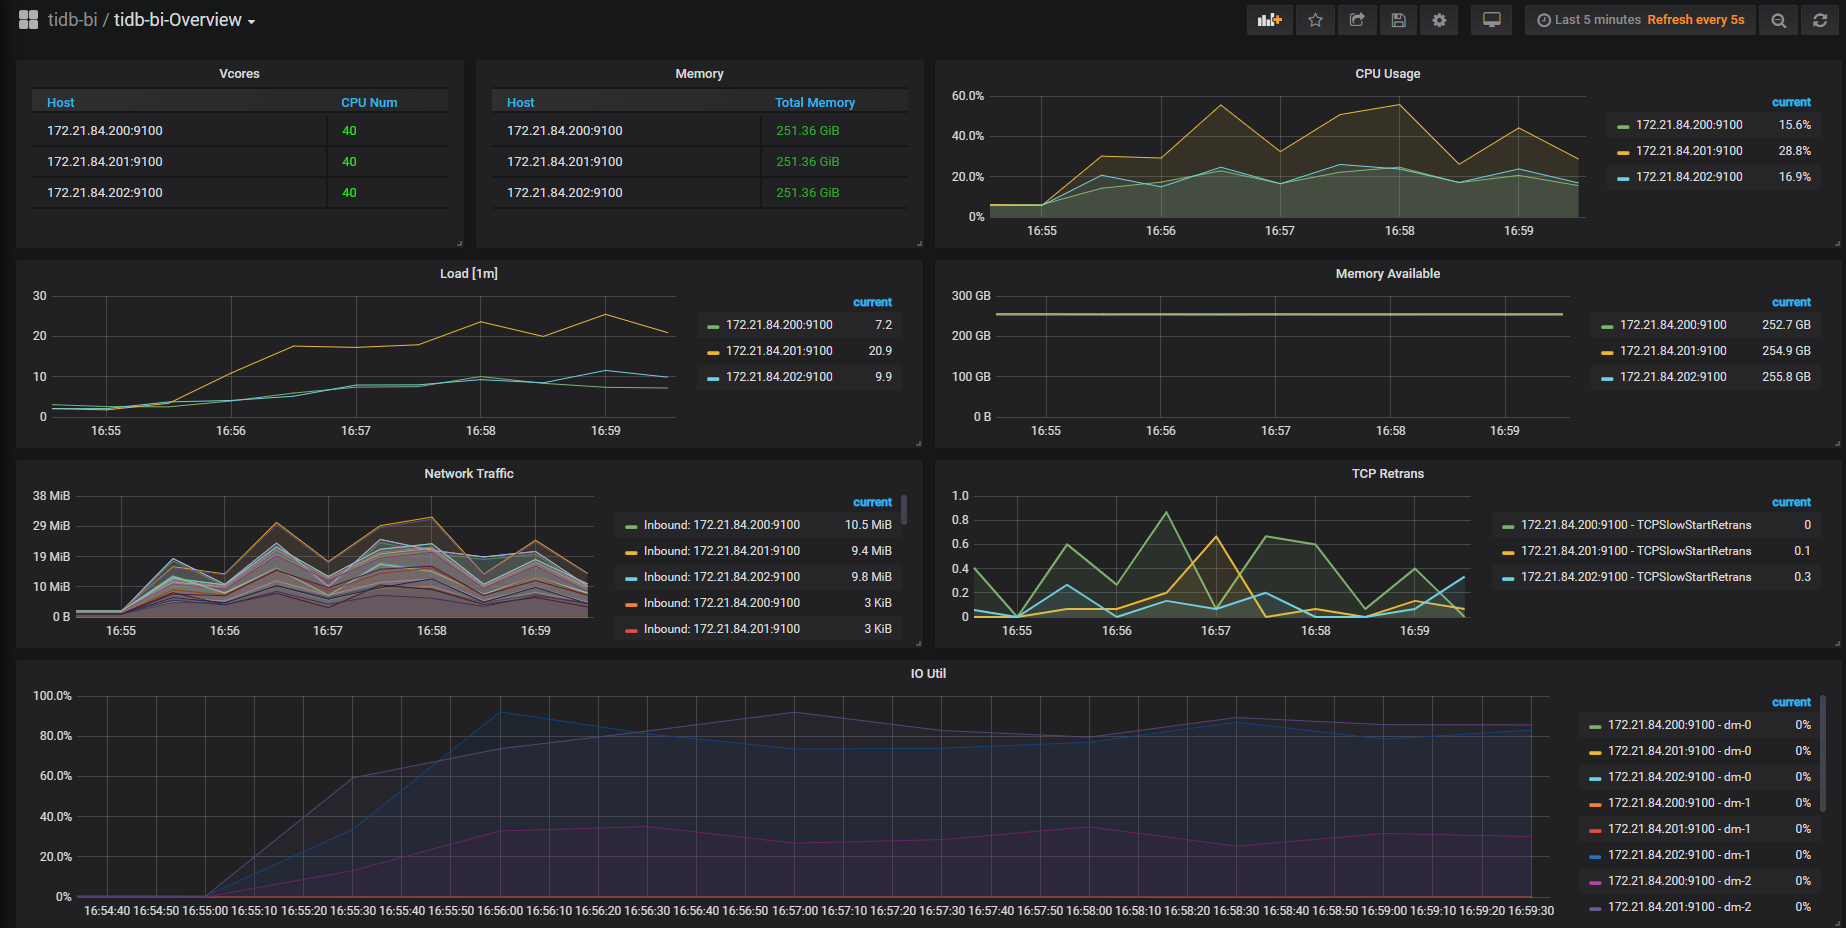 tidb-bi / tidb-bi-Overview
Last 5 minutes Refresh every 5s
Vcores
Host CPU Num
172.21.84.200:9100 40
172.21.84.201:9100 40
172.21.84.202:9100 40
Memory
Host Total Memory
172.21.84.200:9100 251.36 GiB
172.21.84.201:9100 251.36 GiB
172.21.84.202:9100 251.36 GiB
CPU Usage
60.0%
40.0%
20.0%
0%
16:55 16:56 16:57 16:58 16:59
current
172.21.84.200:9100 15.6%
172.21.84.201:9100 28.8%
172.21.84.202:9100 16.9%
Load [1m]
30
20
10
0
16:55 16:56 16:57 16:58 16:59
current
172.21.84.200:9100 7.2
172.21.84.201:9100 20.9
172.21.84.202:9100 9.9
Memory Available
300 GB
200 GB
100 GB
0 B
16:55 16:56 16:57 16:58 16:59
current
172.21.84.200:9100 252.7 GB
172.21.84.201:9100 254.9 GB
172.21.84.202:9100 255.8 GB
Network Traffic
38 MiB
29 MiB
19 MiB
10 MiB
0 B
16:55 16:56 16:57 16:58 16:59
current
Inbound: 172.21.84.200:9100 10.5 MiB
Inbound: 172.21.84.201:9100 9.4 MiB
Inbound: 172.21.84.202:9100 9.8 MiB
Inbound: 172.21.84.200:9100 3 KiB
Inbound: 172.21.84.201:9100 3 KiB
TCP Retrans
1.0
0.8
0.6
0.4
0.2
0
16:55 16:56 16:57 16:58 16:59
current
172.21.84.200:9100 - TCPSlowStartRetrans 0
172.21.84.201:9100 - TCPSlowStartRetrans 0.1
172.21.84.202:9100 - TCPSlowStartRetrans 0.3
IO Util
100.0%
80.0%
60.0%
40.0%
20.0%
0%
16:54:40 16:54:50 16:55:00 16:55:10 16:55:20 16:55:30 16:55:40 16:55:50 16:56:00 16:56:10 16:56:20 16:56:30 16:56:40 16:56:50 16:57:00 16:57:10 16:57:20 16:57:30 16:57:40 16:57:50 16:58:00 16:58:10 16:58:20 16:58:30 16:58:40 16:58:50 16:59:00 16:59:10 16:59:20 16:59:30
current
172.21.84.200:9100 - dm-0 0%
172.21.84.201:9100 - dm-0 0%
172.21.84.202:9100 - dm-0 0%
172.21.84.200:9100 - dm-1 0%
172.21.84.201:9100 - dm-1 0%
172.21.84.202:9100 - dm-1 0%
172.21.84.200:9100 - dm-2 0%
172.21.84.201:9100 - dm-2 0%